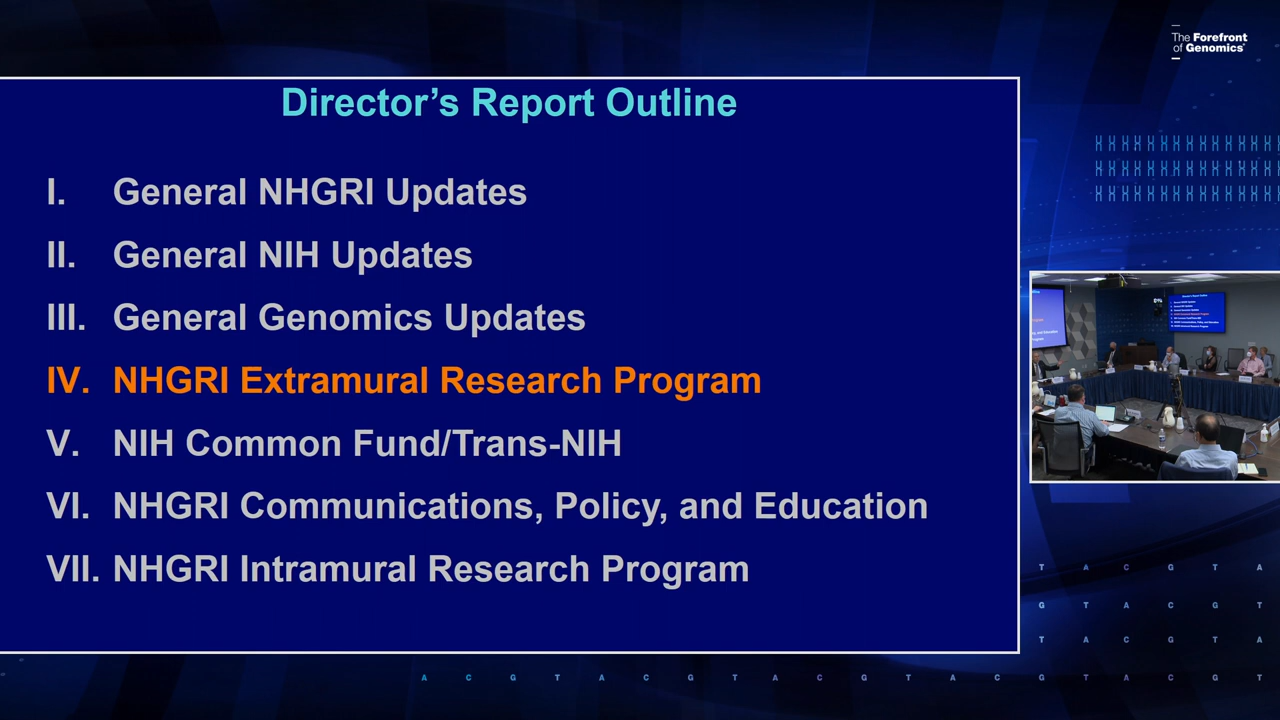 The Forefront
of Genomics
Director's Report Outline
I. General NHGRI Updates
II. General NIH Updates
III. General Genomics Updates
IV. NHGRI Extramural Research Program
V. NIH Common Fund/Trans-NIH
VI. NHGRI Communications, Policy, and Education
VII. NHGRI Intramural Research Program
T A C G T A
G T A C G T
T A C G T A
A C G T A C G T A C G T A C G T A C G T